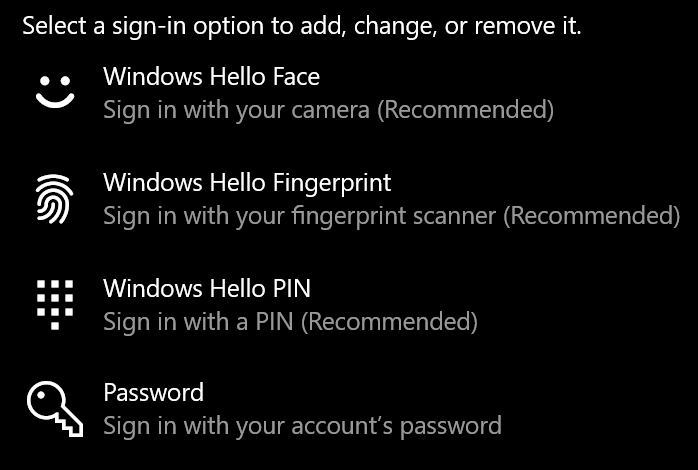 Select a sign-in option to add, change, or remove it.
Windows Hello Face
Sign in with your camera (Recommended)
Windows Hello Fingerprint
Sign in with your fingerprint scanner (Recommended)
Windows Hello PIN
Sign in with a PIN (Recommended)
Password
Sign in with your account’s password